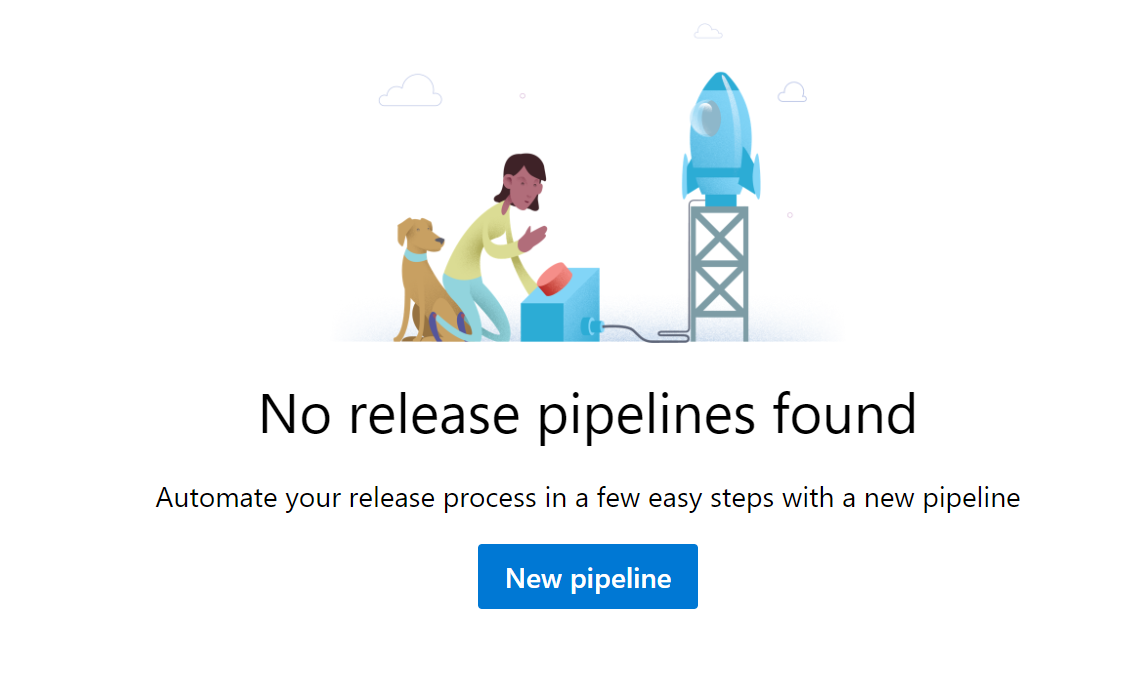 No release pipelines found
Automate your release process in a few easy steps with a new pipeline
New pipeline